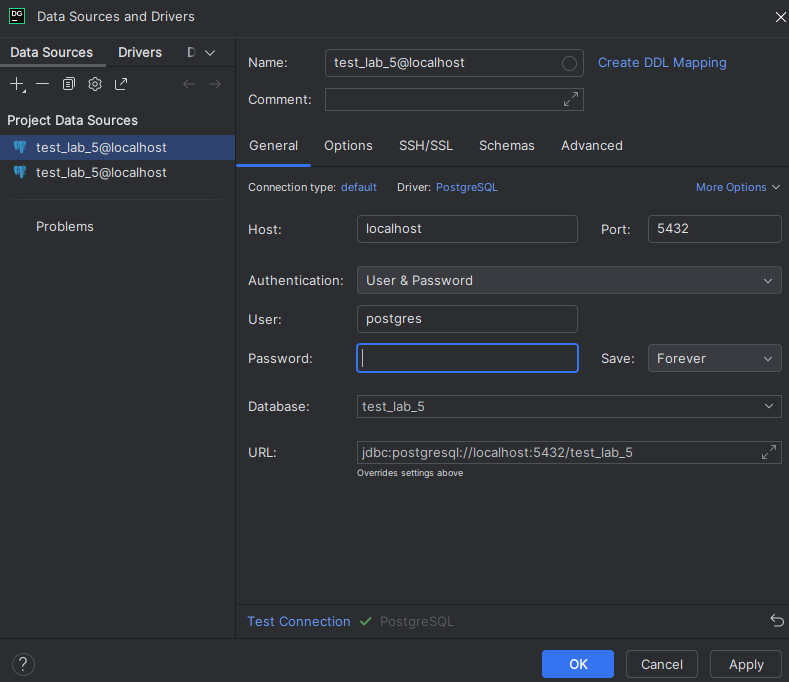 DG
Data Sources and Drivers
Data Sources Drivers D
Project Data Sources
test_lab_5@localhost
test_lab_5@localhost
Problems
Name: test_lab_5@localhost Create DDL Mapping
Comment:
General Options SSH/SSL Schemas Advanced
Connection type: default Driver: PostgreSQL More Options
Host: localhost Port: 5432
Authentication: User & Password
User: postgres
Password: Save: Forever
Database: test_lab_5
URL: jdbc:postgresql://localhost:5432/test_lab_5
Overrides settings above
Test Connection PostgreSQL
? OK Cancel Apply